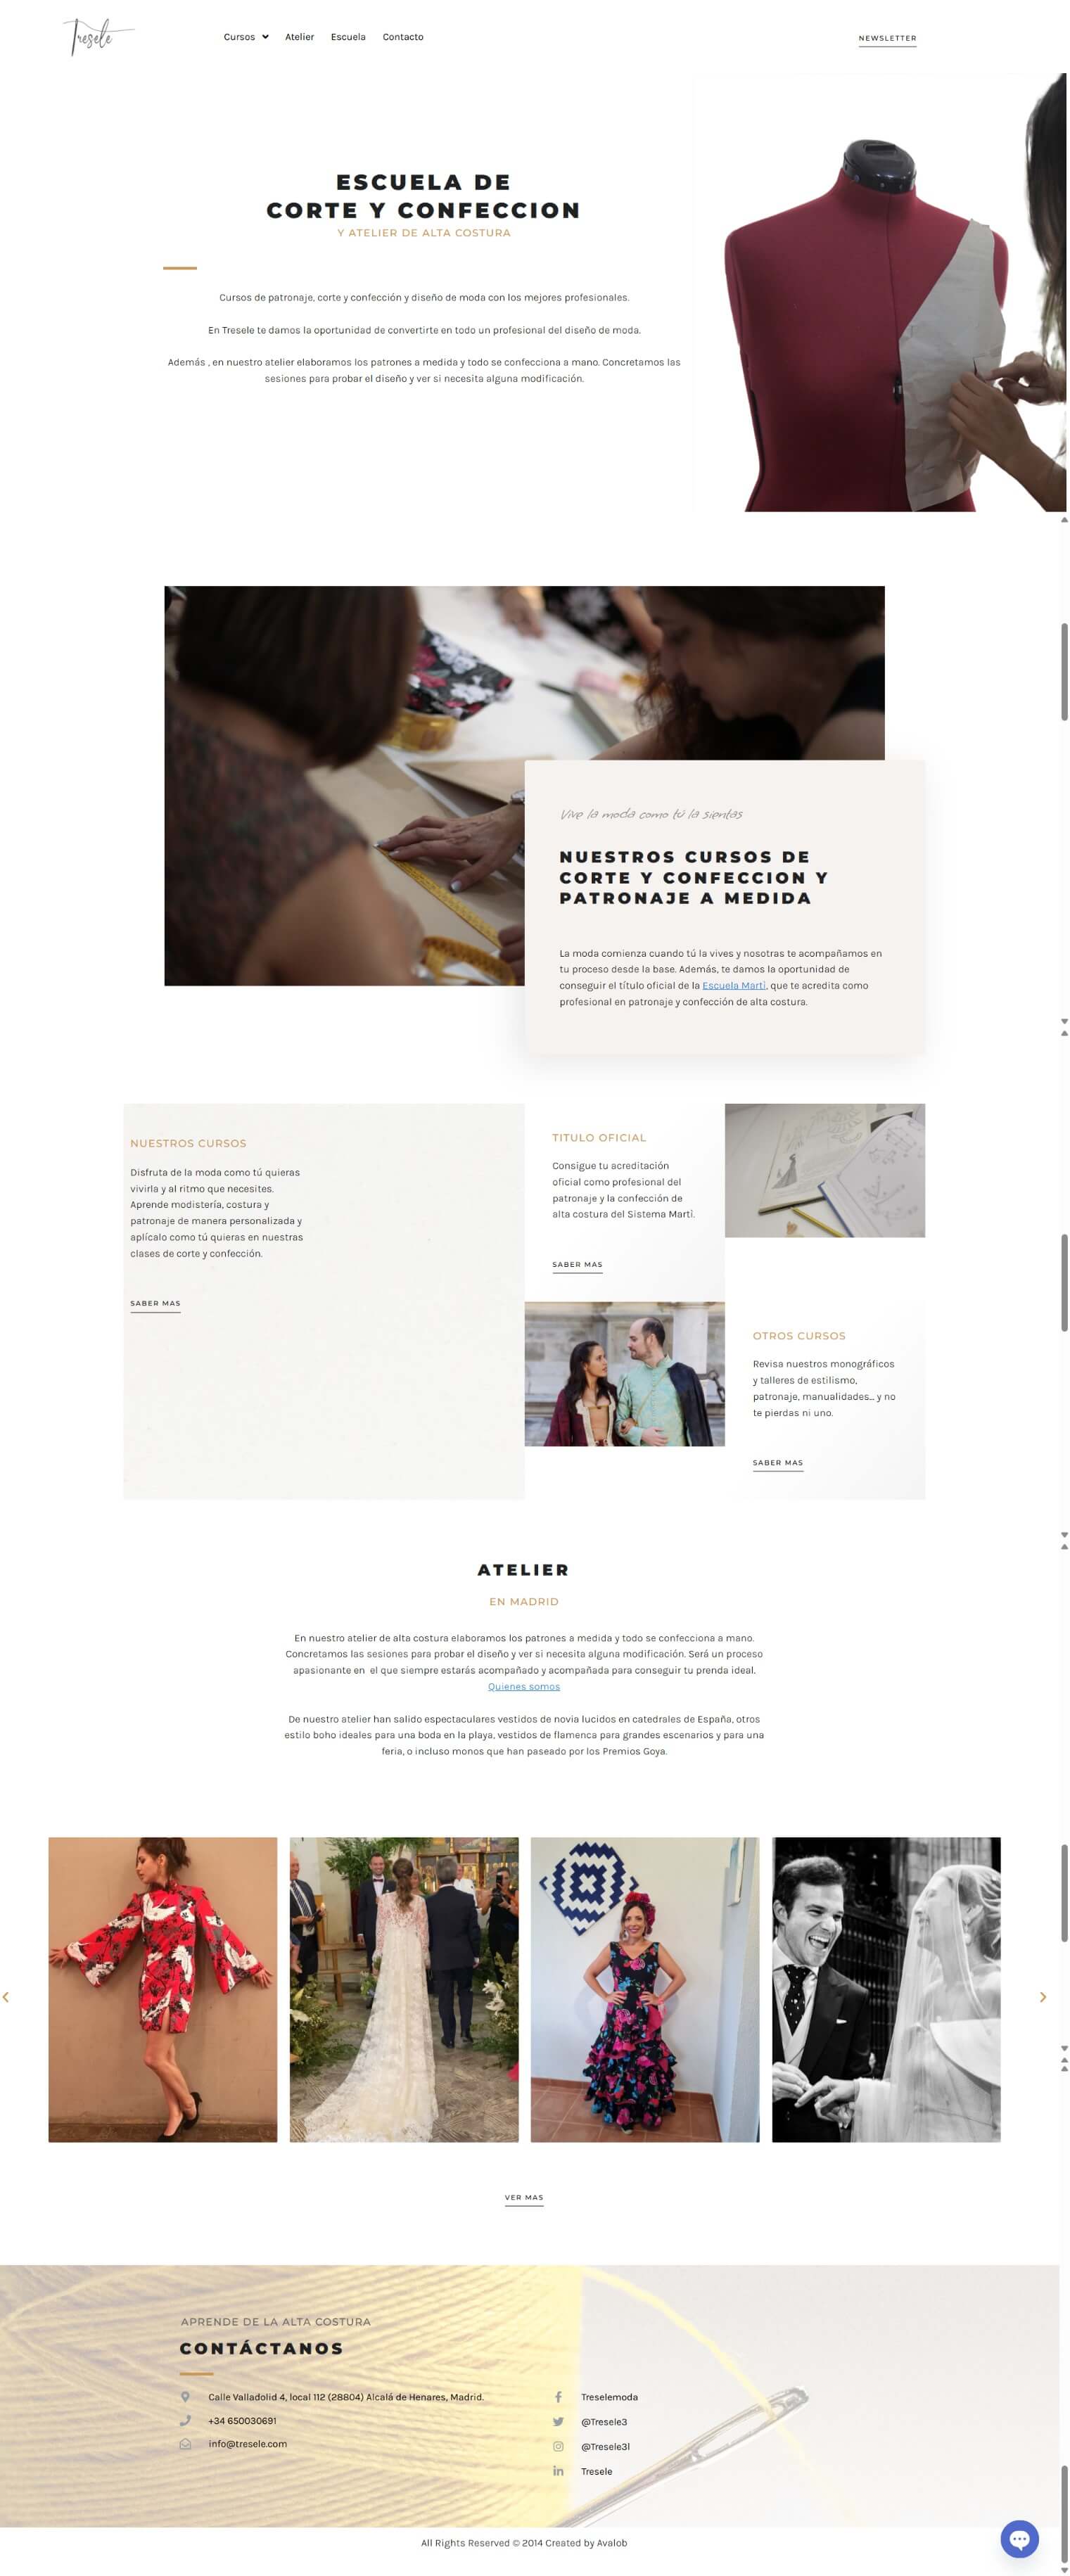 Tresele
Cursos
Atelier
Escuela
Contacto
NEWSLETTER
ESCUELA DE
CORTE Y CONFECCION
Y ATELIER DE ALTA COSTURA
Cursos de patronaje, corte y confección y diseño de moda con los mejores profesionales.
En Tresele te damos la oportunidad de convertirte en todo un profesional del diseño de moda.
Además , en nuestro atelier elaboramos los patrones a medida y todo se confecciona a mano. Concretamos las
sesiones para probar el diseño y ver si necesita alguna modificación.
Vive la moda como tú la sientas
NUESTROS CURSOS DE
CORTE Y CONFECCION Y
PATRONAJE A MEDIDA
La moda comienza cuando tú la vives y nosotras te acompañamos en
tu proceso desde la base. Además, te damos la oportunidad de
conseguir el título oficial de la Escuela Martí, que te acredita como
profesional en patronaje y confección de alta costura.
NUESTROS CURSOS
Disfruta de la moda como tú quieras
vivirla y al ritmo que necesites.
Aprende modistería, costura y
patronaje de manera personalizada y
aplícalo como tú quieras en nuestras
clases de corte y confección.
SABER MAS
TITULO OFICIAL
Consigue tu acreditación
oficial como profesional del
patronaje y la confección de
alta costura del Sistema Martí.
SABER MAS
OTROS CURSOS
Revisa nuestros monográficos
y talleres de estilismo,
patronaje, manualidades... y no
te pierdas ni uno.
SABER MAS
ATELIER
EN MADRID
En nuestro atelier de alta costura elaboramos los patrones a medida y todo se confecciona a mano.
Concretamos las sesiones para probar el diseño y ver si necesita alguna modificación. Será un proceso
apasionante en el que siempre estarás acompañado y acompañada para conseguir tu prenda ideal.
Quienes somos
De nuestro atelier han salido espectaculares vestidos de novia lucidos en catedrales de España, otros
estilo boho ideales para una boda en la playa, vestidos de flamenca para grandes escenarios y para una
feria, o incluso monos que han paseado por los Premios Goya.
VER MAS
APRENDE DE LA ALTA COSTURA
CONTÁCTANOS
Calle Valladolid 4, local 112 (28804) Alcalá de Henares, Madrid.
+34 650030691
info@tresele.com
Treselemoda
@Tresele3
@Tresele3l
Tresele
All Rights Reserved © 2014 Created by Avalob